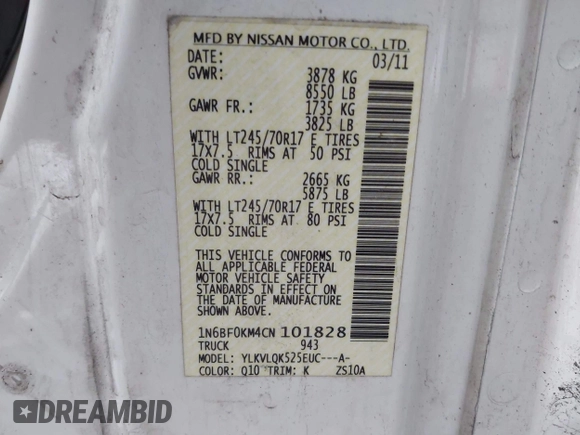 MFD BY NISSAN MOTOR CO., LTD.
DATE: 03/11
GVWR: 3878 KG
8550 LB
GAWR FR.: 1735 KG
3825 LB
WITH LT245/70R17 E TIRES
17X7.5 RIMS AT 50 PSI
COLD SINGLE
GAWR RR.: 2665 KG
5875 LB
WITH LT245/70R17 E TIRES
17X7.5 RIMS AT 80 PSI
COLD SINGLE
THIS VEHICLE CONFORMS TO
ALL APPLICABLE FEDERAL
MOTOR VEHICLE SAFETY
STANDARDS IN EFFECT ON
THE DATE OF MANUFACTURE
SHOWN ABOVE.
1N6BF0KM4CN 101828
TRUCK 943
MODEL: YLKVLQK525EUC---A-
COLOR: Q10 TRIM: K ZS10A
DREAMBID
DREAMBID